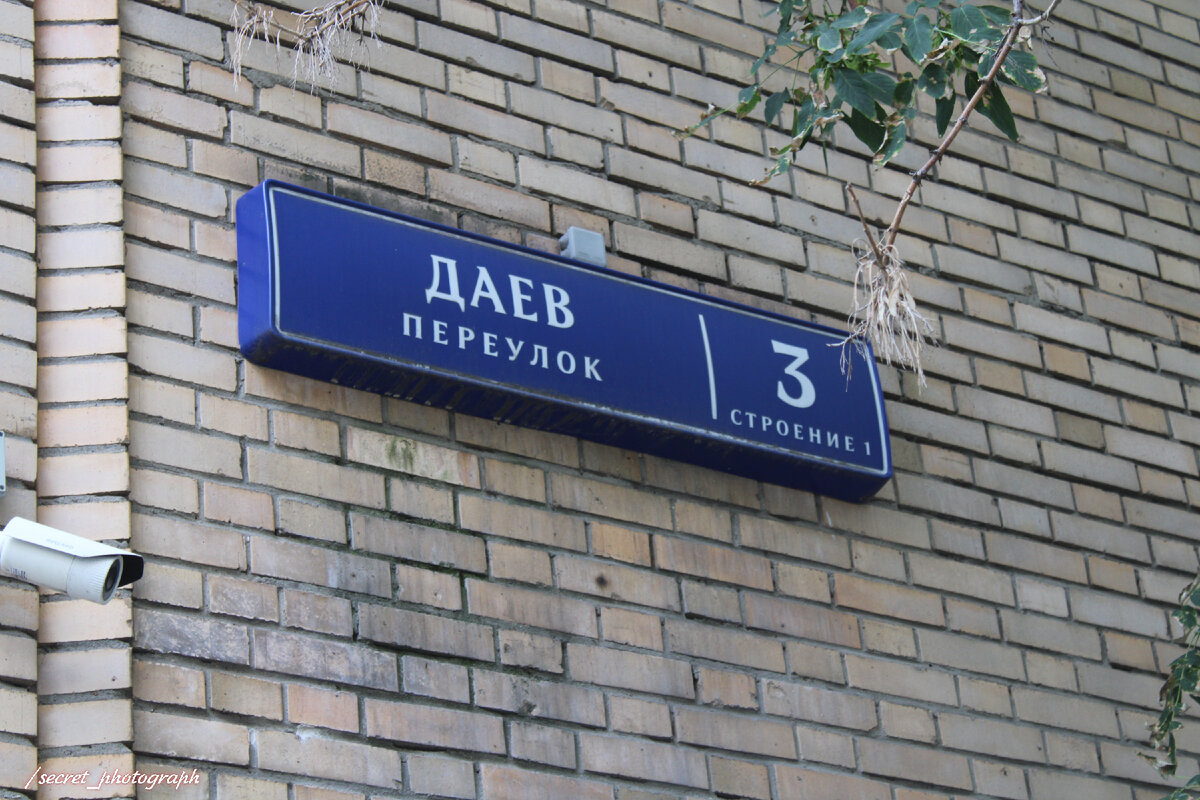 ДАЕВ
ПЕРЕУЛОК
3
СТРОЕНИЕ 1
/secret_photograph